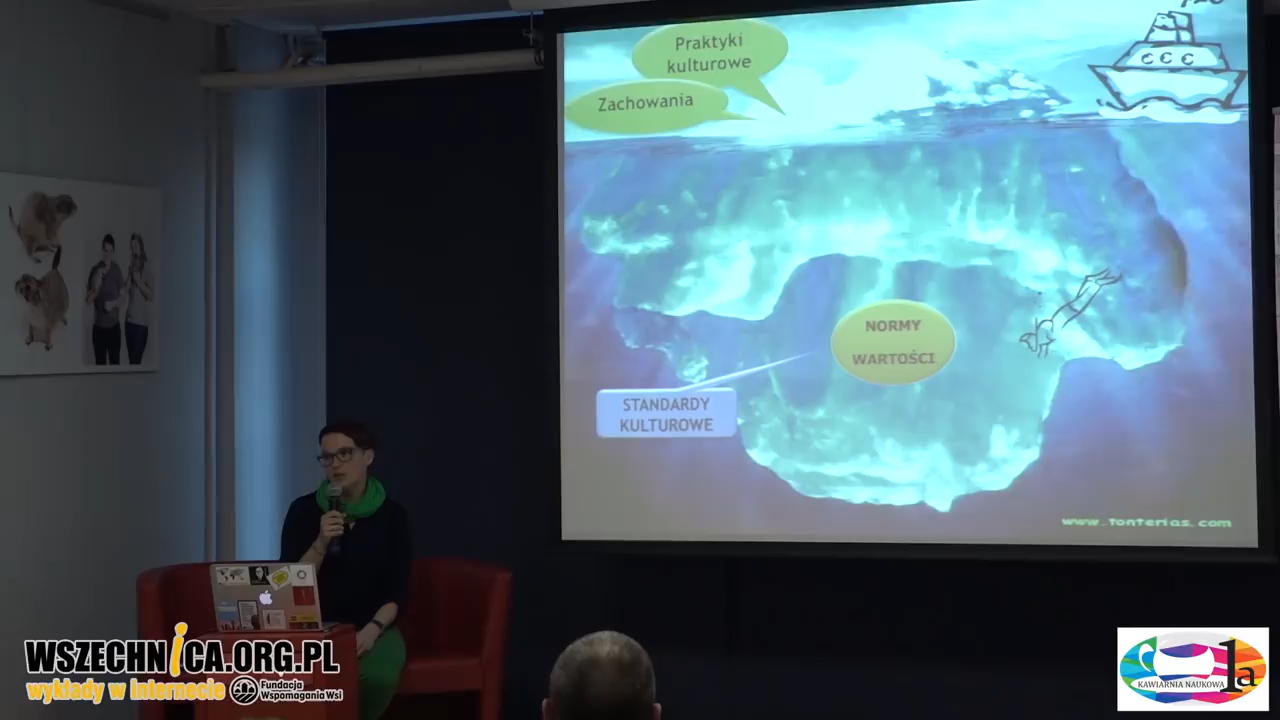 Praktyki
kulturowe
Zachowania
NORMY
WARTOŚCI
STANDARDY
KULTUROWE
www.tonterias.com
WSZECHNiCA.ORG.PL
wykłady w internecie
Fundacja
Wspomagania Wsi
KAWIARNIA NAUKOWA
1a